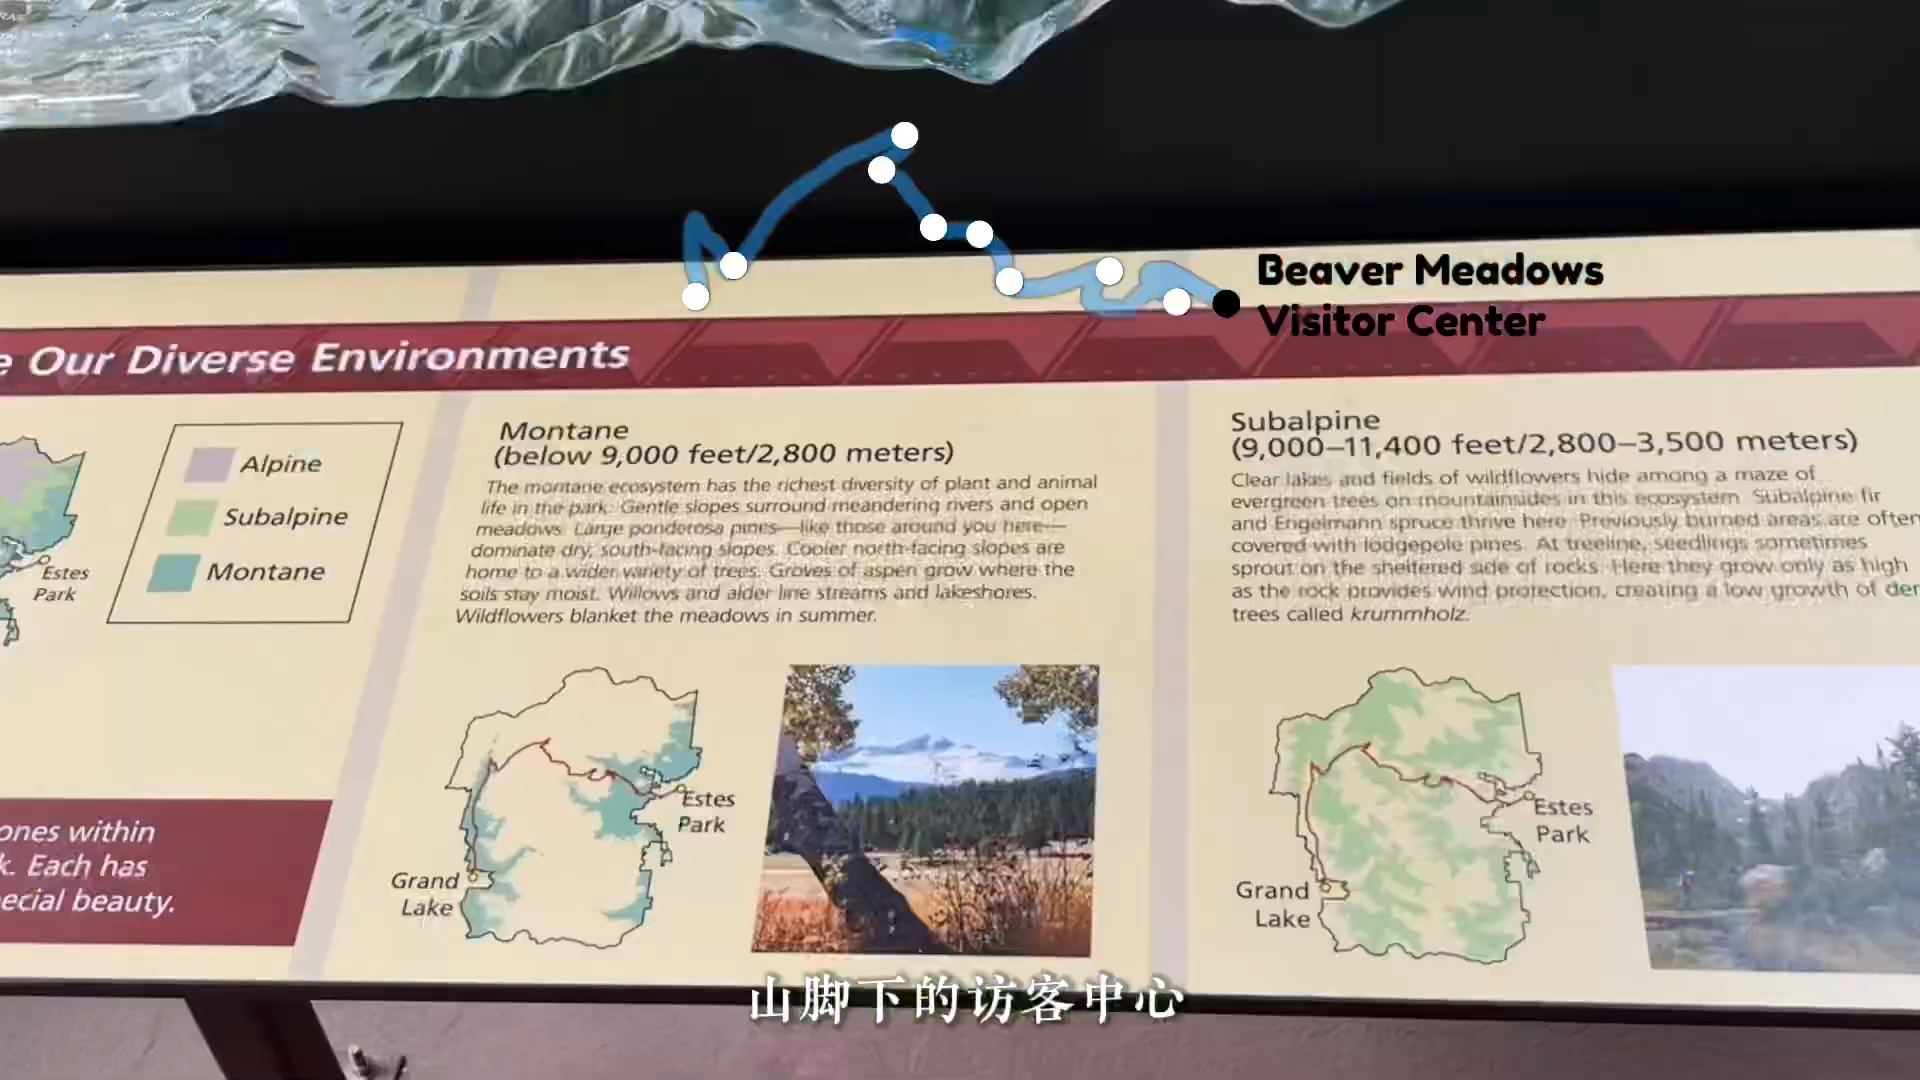 Beaver Meadows
Visitor Center
Our Diverse Environments
Alpine
Subalpine
Montane
Estes
Park
ones within
Each has
ecial beauty.
Montane
(below 9,000 feet/2,800 meters)
The montane ecosystem has the richest diversity of plant and animal
life in the park. Gentle slopes surround meandering rivers and open
meadows. Large ponderosa pines—like those around you here—
dominate dry, south-facing slopes. Cooler north-facing slopes are
home to a wider variety of trees. Groves of aspen grow where the
soils stay moist. Willows and alder line streams and lakeshores.
Wildflowers blanket the meadows in summer.
Estes
Park
Grand
Lake
Subalpine
(9,000–11,400 feet/2,800–3,500 meters)
Clear lakes and fields of wildflowers hide among a maze of
evergreen trees on mountainsides in this ecosystem. Subalpine fir
and Engelmann spruce thrive here. Previously burned areas are often
covered with lodgepole pines. At treeline, seedlings sometimes
sprout on the sheltered side of rocks. Here they grow only as high
as the rock provides wind protection, creating a low growth of
trees called krummholz.
Estes
Park
Grand
Lake
山脚下的访客中心